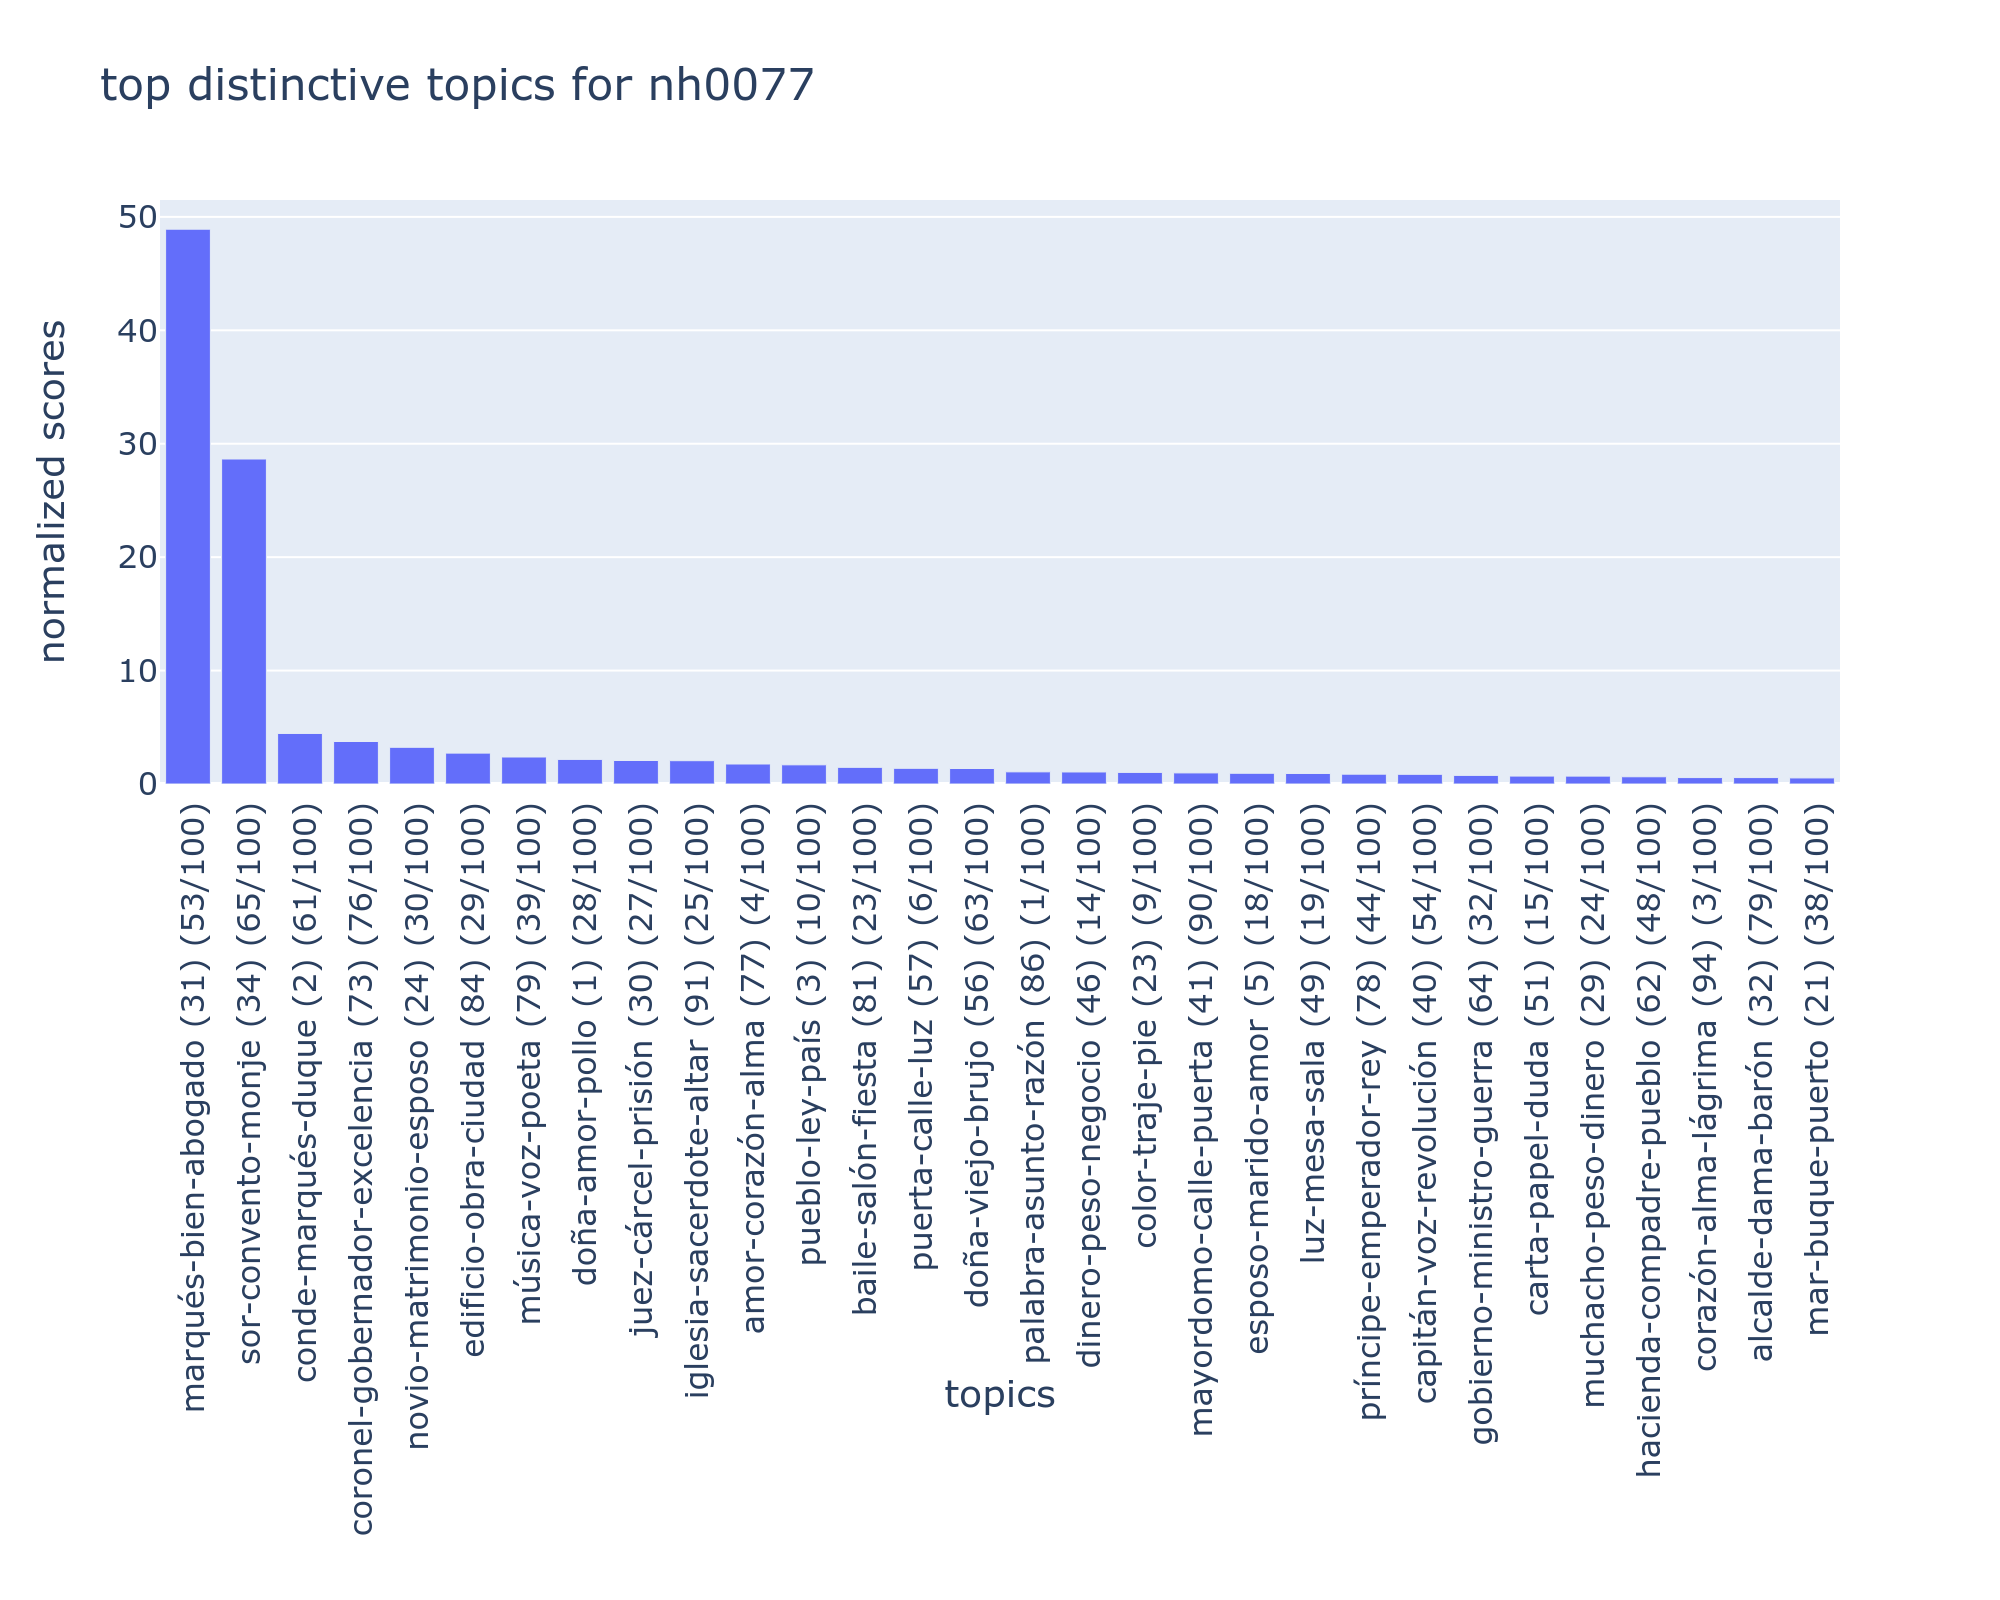 top distinctive topics for nh0077
normalized scores
50
40
30
20
10
0
marqués-bien-abogado (31) (53/100)
sor-convento-monje (34) (65/100)
conde-marqués-duque (2) (61/100)
coronel-gobernador-excelencia (73) (76/100)
novio-matrimonio-esposo (24) (30/100)
edificio-obra-ciudad (84) (29/100)
música-voz-poeta (79) (39/100)
doña-amor-pollo (1) (28/100)
juez-cárcel-prisión (30) (27/100)
iglesia-sacerdote-altar (91) (25/100)
amor-corazón-alma (77) (4/100)
pueblo-ley-país (3) (10/100)
baile-salón-fiesta (81) (23/100)
puerta-calle-luz (57) (6/100)
doña-viejo-brujo (56) (63/100)
palabra-asunto-razón (86) (1/100)
dinero-peso-negocio (46) (14/100)
color-traje-pie (23) (9/100)
mayordomo-calle-puerta (41) (90/100)
esposo-marido-amor (5) (18/100)
luz-mesa-sala (49) (19/100)
príncipe-emperador-rey (78) (44/100)
capitán-voz-revolución (40) (54/100)
gobierno-ministro-guerra (64) (32/100)
carta-papel-duda (51) (15/100)
muchacho-peso-dinero (29) (24/100)
hacienda-compadre-pueblo (62) (48/100)
corazón-alma-lágrima (94) (3/100)
alcalde-dama-barón (32) (79/100)
mar-buque-puerto (21) (38/100)
topics